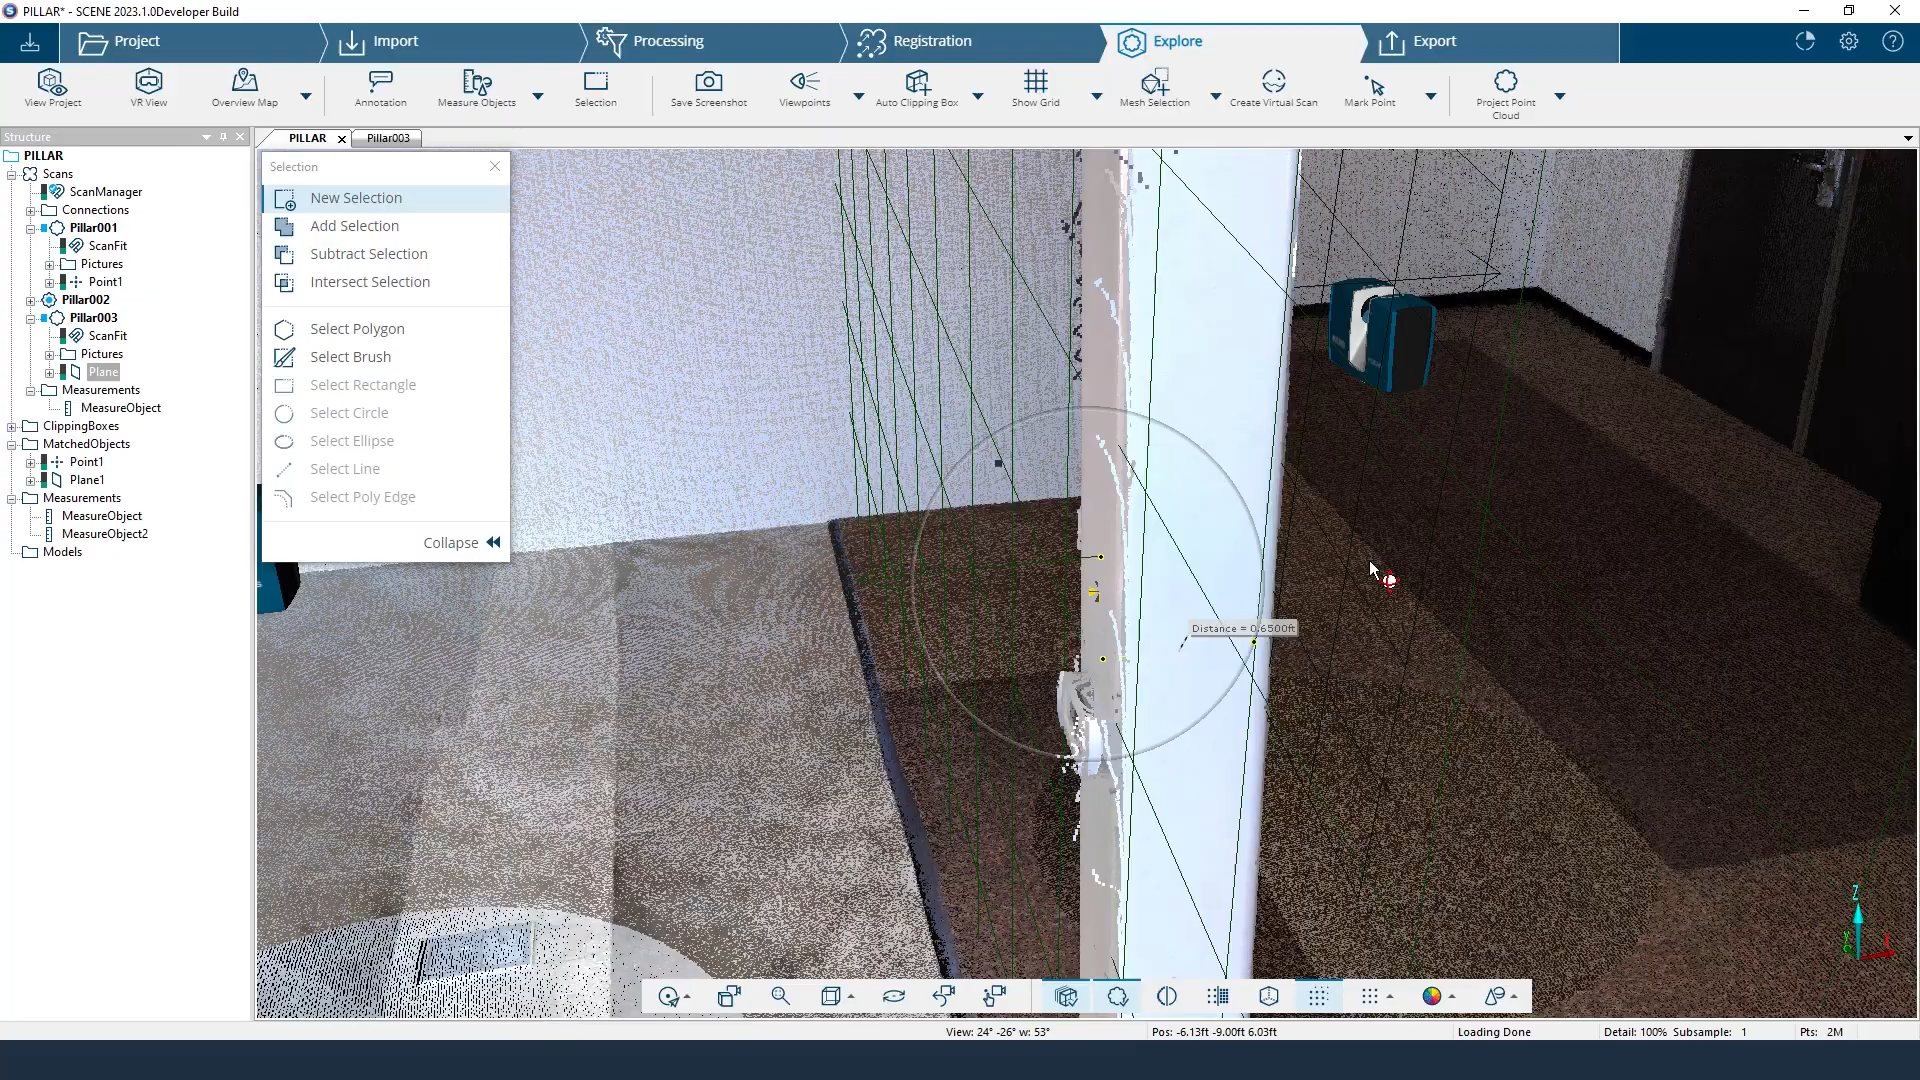 PILLAR* - SCENE 2023.1.0Developer Build
Project
Import
Processing
Registration
Explore
Export
View Project
VR View
Overview Map
Annotation
Measure Objects
Selection
Save Screenshot
Viewpoints
Auto Clipping Box
Show Grid
Mesh Selection
Create Virtual Scan
Mark Point
Project Point
Cloud
Structure
PILLAR
Pillar003
PILLAR
Scans
ScanManager
Connections
Pillar001
ScanFit
Pictures
Point1
Pillar002
Pillar003
ScanFit
Pictures
Plane
Measurements
MeasureObject
ClippingBoxes
MatchedObjects
Point1
Plane1
Measurements
MeasureObject
MeasureObject2
Models
Selection
New Selection
Add Selection
Subtract Selection
Intersect Selection
Select Polygon
Select Brush
Select Rectangle
Select Circle
Select Ellipse
Select Line
Select Poly Edge
Collapse
Distance = 0.6500ft
Z
View: 24° -26° w: 53°
Pos: -6.13ft -9.00ft 6.03ft
Loading Done
Detail: 100% Subsample: 1
Pts: 2M